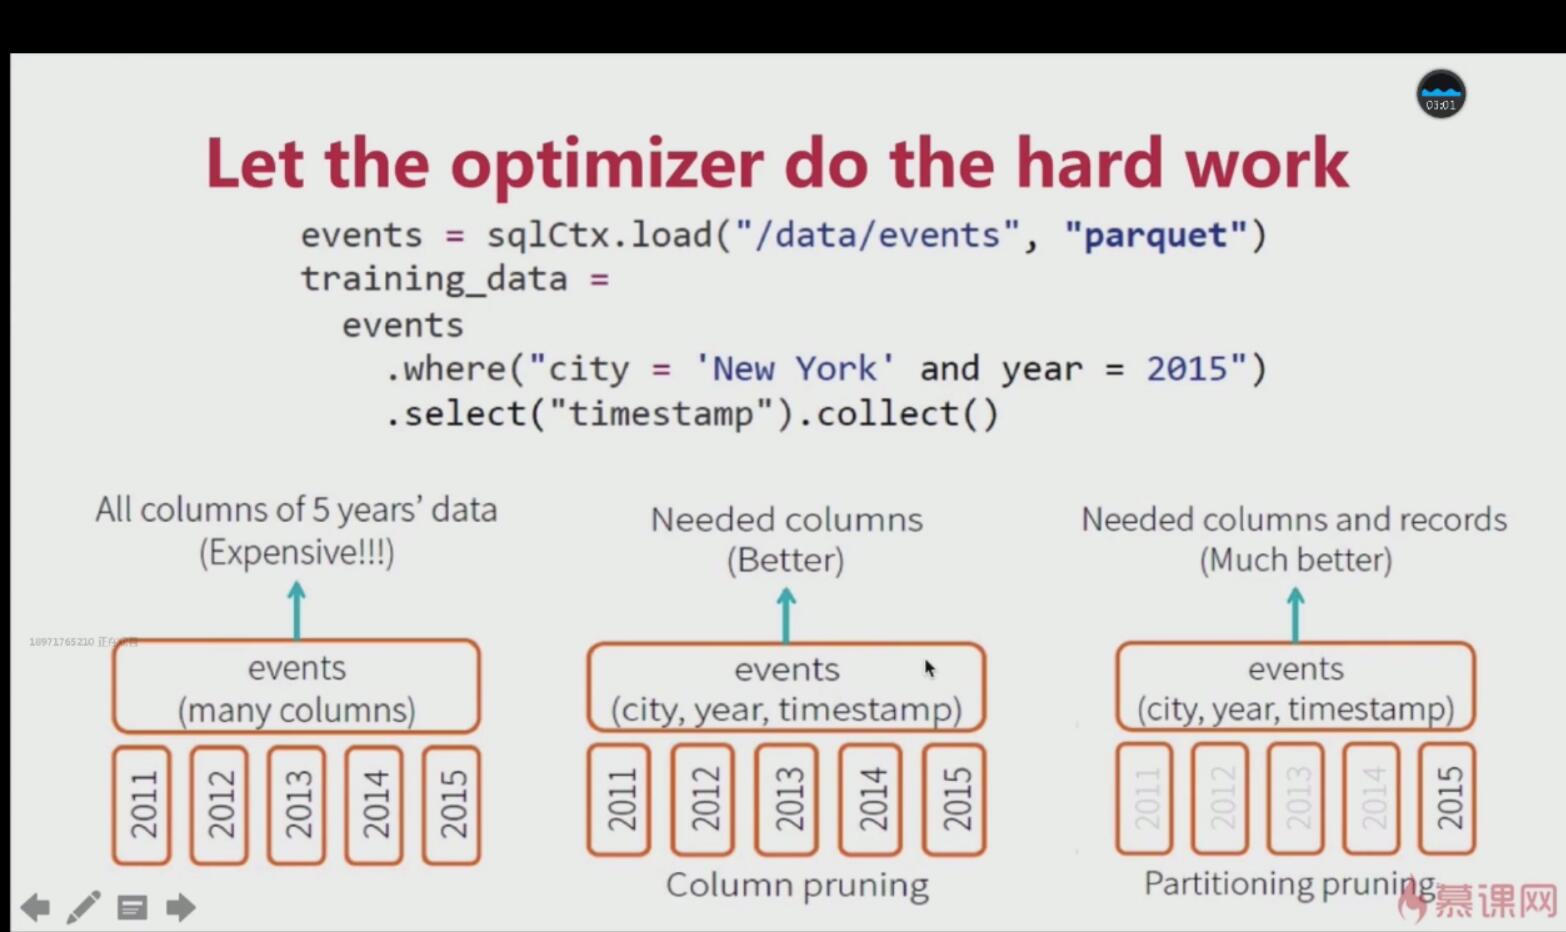 03:01
Let the optimizer do the hard work
events = sqlCtx.load("/data/events", "parquet")
training_data =
events
.where("city = 'New York' and year = 2015")
.select("timestamp").collect()
All columns of 5 years' data
(Expensive!!!)
events
(many columns)
2011
2012
2013
2014
2015
Needed columns
(Better)
events
(city, year, timestamp)
2011
2012
2013
2014
2015
Column pruning
Needed columns and records
(Much better)
events
(city, year, timestamp)
2011
2012
2013
2014
2015
Partitioning pruning
18971765210
慕课网